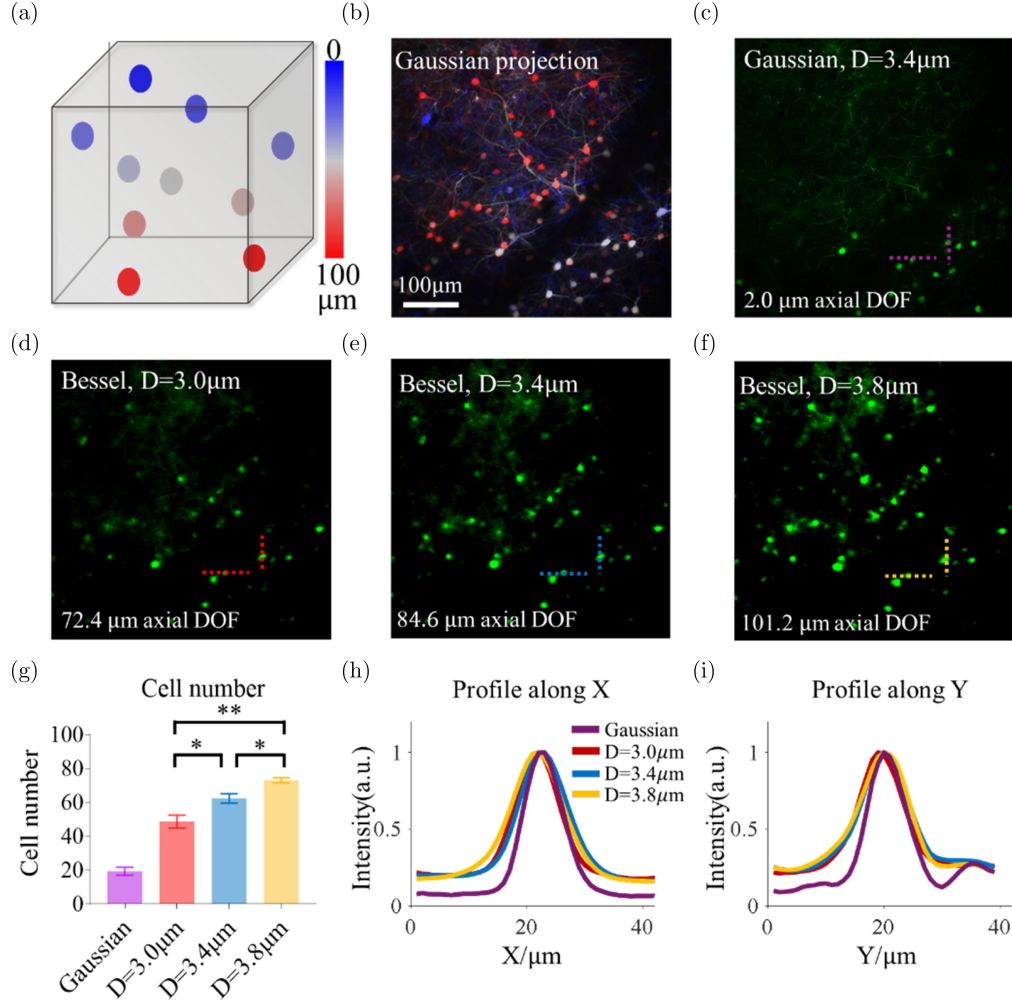 (a)
0
100
μm
(b)
Gaussian projection
100μm
(c)
Gaussian, D=3.4μm
2.0 μm axial DOF
(d)
Bessel, D=3.0μm
72.4 μm axial DOF
(e)
Bessel, D=3.4μm
84.6 μm axial DOF
(f)
Bessel, D=3.8μm
101.2 μm axial DOF
(g)
Cell number
**
*
*
100
80
60
40
20
0
Cell number
Gaussian
D=3.0μm
D=3.4μm
D=3.8μm
(h)
Profile along X
Gaussian
D=3.0μm
D=3.4μm
D=3.8μm
Intensity(a.u.)
1
0.5
0
0
20
40
X/μm
(i)
Profile along Y
Intensity(a.u.)
1
0.5
0
0
20
40
Y/μm